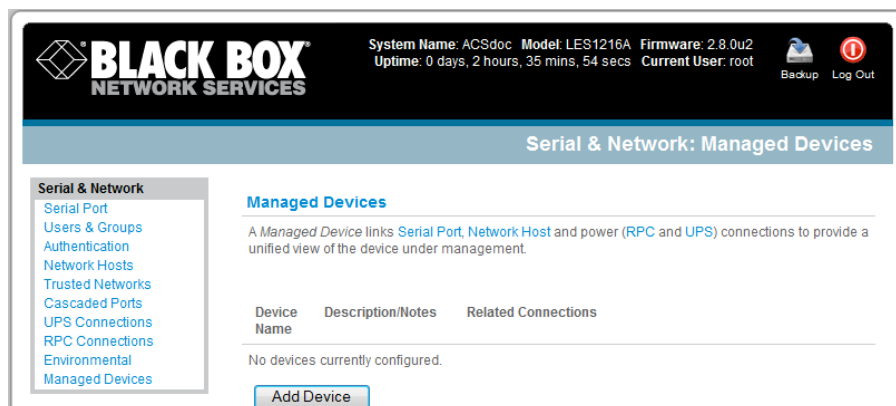 BLACK BOX®
NETWORK SERVICES
System Name: ACSdoc Model: LES1216A Firmware: 2.8.0u2
Uptime: 0 days, 2 hours, 35 mins, 54 secs Current User: root
Backup
Log Out
Serial & Network: Managed Devices
Serial & Network
Serial Port
Users & Groups
Authentication
Network Hosts
Trusted Networks
Cascaded Ports
UPS Connections
RPC Connections
Environmental
Managed Devices
Managed Devices
A Managed Device links Serial Port, Network Host and power (RPC and UPS) connections to provide a
unified view of the device under management.
Device Name
Description/Notes
Related Connections
No devices currently configured.
Add Device